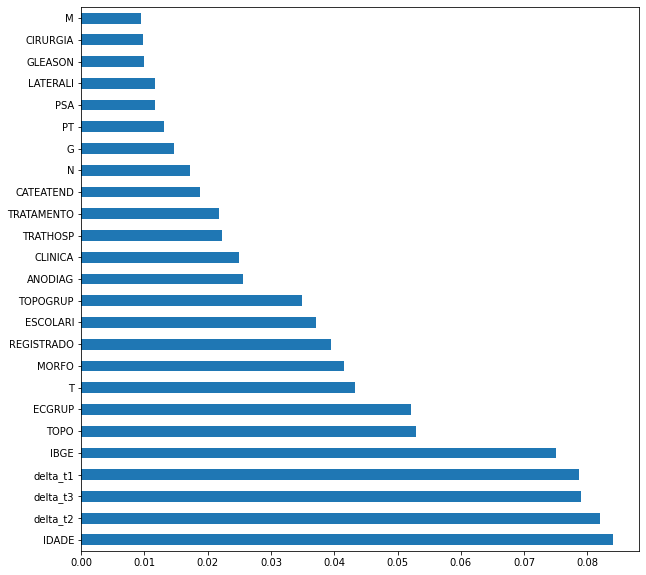 M
CIRURGIA
GLEASON
LATERALI
PSA
PT
G
N
CATEATEND
TRATAMENTO
TRATHOSP
CLINICA
ANODIAG
TOPOGRUP
ESCOLARI
REGISTRADO
MORFO
T
ECGRUP
TOPO
IBGE
delta_t1
delta_t3
delta_t2
IDADE
0.00 0.01 0.02 0.03 0.04 0.05 0.06 0.07 0.08